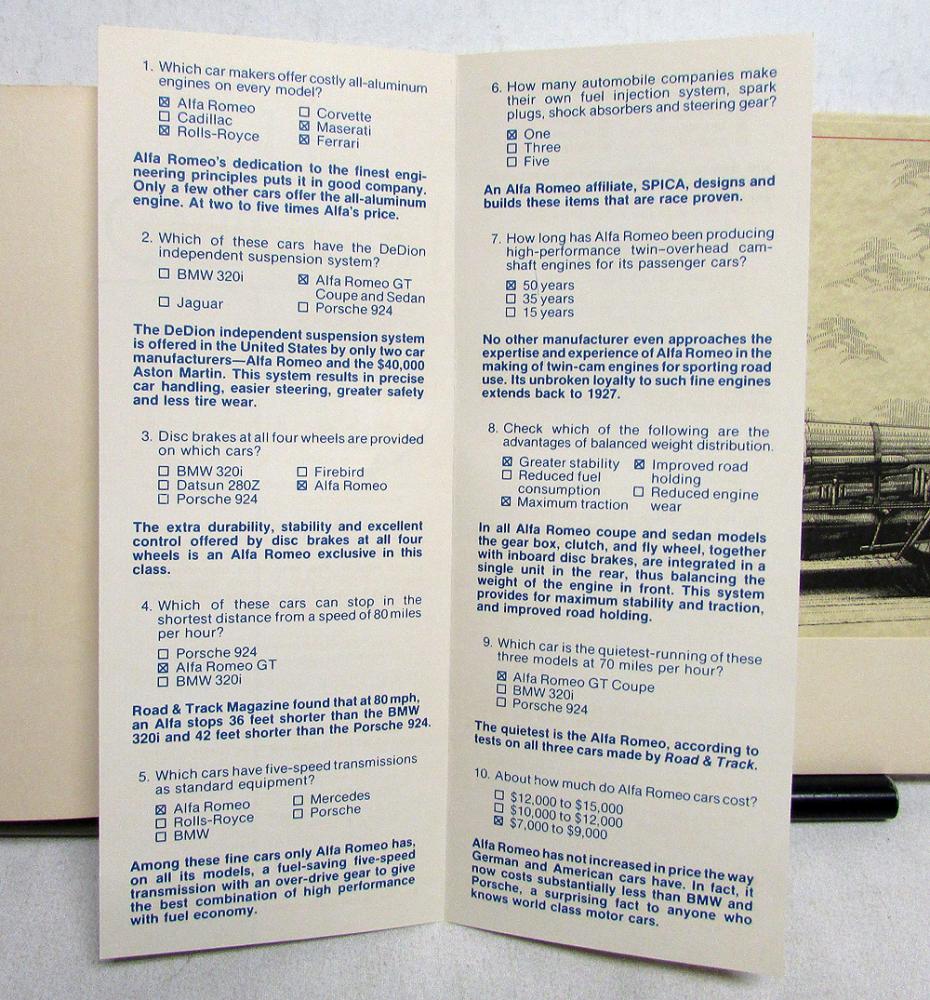 1. Which car makers offer costly all-aluminum
engines on every model?
☒ Alfa Romeo
☐ Cadillac
☒ Rolls-Royce
☐ Corvette
☒ Maserati
☒ Ferrari
Alfa Romeo's dedication to the finest engi-
neering principles puts it in good company.
Only a few other cars offer the all-aluminum
engine. At two to five times Alfa's price.
2. Which of these cars have the DeDion
independent suspension system?
☐ BMW 320i
☐ Jaguar
☒ Alfa Romeo GT
Coupe and Sedan
☐ Porsche 924
The DeDion independent suspension system
is offered in the United States by only two car
manufacturers—Alfa Romeo and the $40,000
Aston Martin. This system results in precise
car handling, easier steering, greater safety
and less tire wear.
3. Disc brakes at all four wheels are provided
on which cars?
☐ BMW 320i
☐ Datsun 280Z
☐ Porsche 924
☐ Firebird
☒ Alfa Romeo
The extra durability, stability and excellent
control offered by disc brakes at all four
wheels is an Alfa Romeo exclusive in this
class.
4. Which of these cars can stop in the
shortest distance from a speed of 80 miles
per hour?
☐ Porsche 924
☒ Alfa Romeo GT
☐ BMW 320i
Road & Track Magazine found that at 80 mph,
an Alfa stops 36 feet shorter than the BMW
320i and 42 feet shorter than the Porsche 924.
5. Which cars have five-speed transmissions
as standard equipment?
☒ Alfa Romeo
☐ Rolls-Royce
☐ BMW
☐ Mercedes
☐ Porsche
Among these fine cars only Alfa Romeo has,
on all its models, a fuel-saving five-speed
transmission with an over-drive gear to give
the best combination of high performance
with fuel economy.
6. How many automobile companies make
their own fuel injection system, spark
plugs, shock absorbers and steering gear?
☒ One
☐ Three
☐ Five
An Alfa Romeo affiliate, SPICA, designs and
builds these items that are race proven.
7. How long has Alfa Romeo been producing
high-performance twin-overhead cam-
shaft engines for its passenger cars?
☒ 50 years
☐ 35 years
☐ 15 years
No other manufacturer even approaches the
expertise and experience of Alfa Romeo in the
making of twin-cam engines for sporting road
use. Its unbroken loyalty to such fine engines
extends back to 1927.
8. Check which of the following are the
advantages of balanced weight distribution.
☒ Greater stability
☐ Reduced fuel
consumption
☒ Maximum traction
☒ Improved road
holding
☐ Reduced engine
wear
In all Alfa Romeo coupe and sedan models
the gear box, clutch, and fly wheel, together
with inboard disc brakes, are integrated in a
single unit in the rear, thus balancing the
weight of the engine in front. This system
provides for maximum stability and traction,
and improved road holding.
9. Which car is the quietest-running of these
three models at 70 miles per hour?
☒ Alfa Romeo GT Coupe
☐ BMW 320i
☐ Porsche 924
The quietest is the Alfa Romeo, according to
tests on all three cars made by Road & Track.
10. About how much do Alfa Romeo cars cost?
☐ $12,000 to $15,000
☐ $10,000 to $12,000
☒ $7,000 to $9,000
Alfa Romeo has not increased in price the way
German and American cars have. In fact, it
now costs substantially less than BMW and
Porsche, a surprising fact to anyone who
knows world class motor cars.